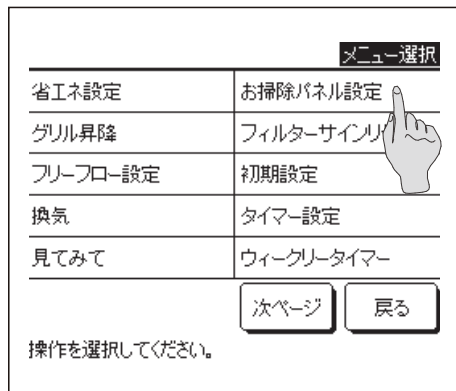 メニュー選択
省エネ設定
お掃除パネル設定
グリル昇降
フィルターサインリ
フリーフロー設定
初期設定
換気
タイマー設定
見てみて
ウィークリータイマー
次ページ
戻る
操作を選択してください。